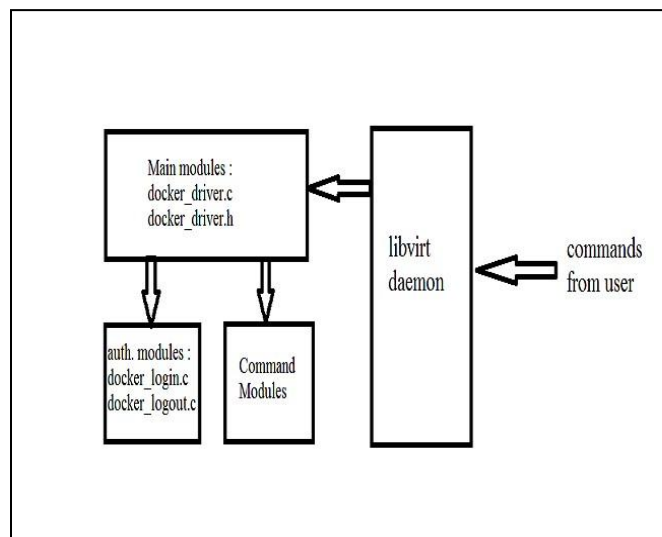 Main modules :
docker_driver.c
docker_driver.h
libvirt
daemon
commands
from user
auth. modules :
docker_login.c
docker_logout.c
Command
Modules